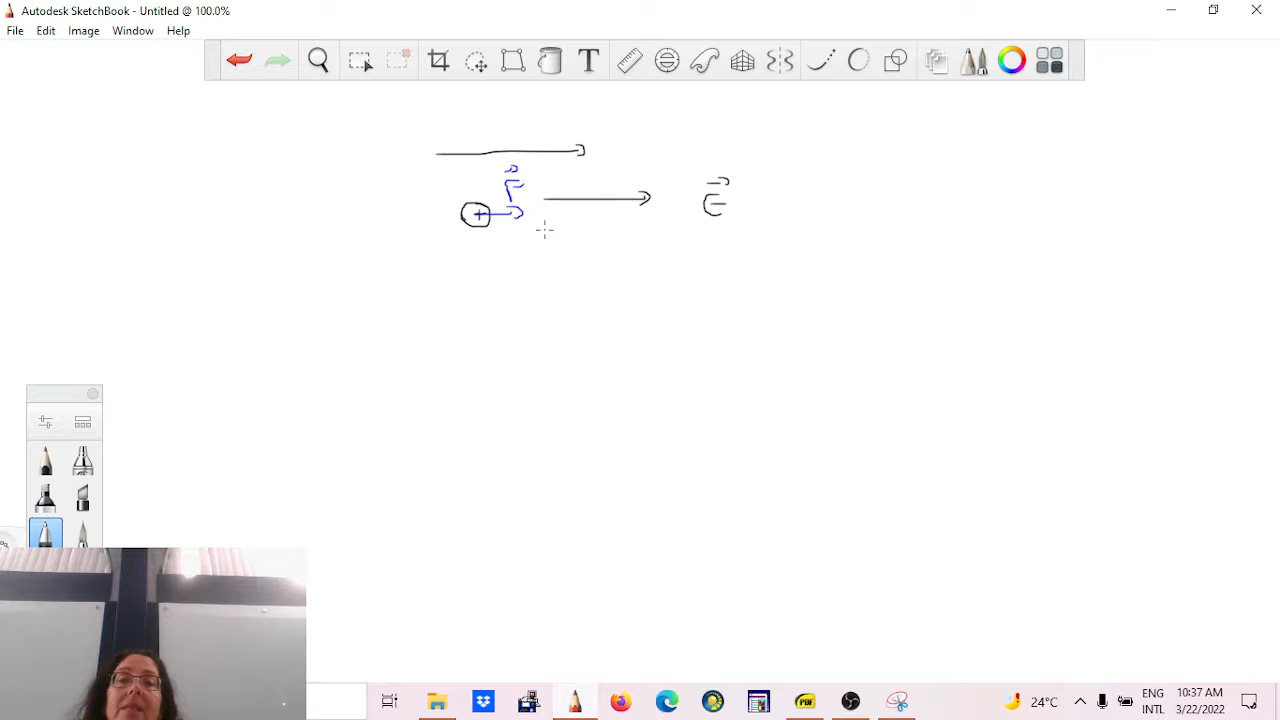 Autodesk SketchBook - Untitled @ 100.0%
File Edit Image Window Help
T
F
+
E
PDF
24°C
ENG
INTL
10:37 AM
3/22/2022